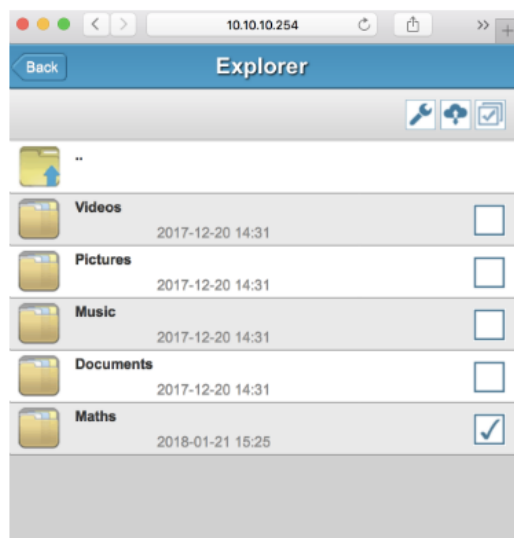 10.10.10.254
Back
Explorer
..
Videos
2017-12-20 14:31
Pictures
2017-12-20 14:31
Music
2017-12-20 14:31
Documents
2017-12-20 14:31
Maths
2018-01-21 15:25